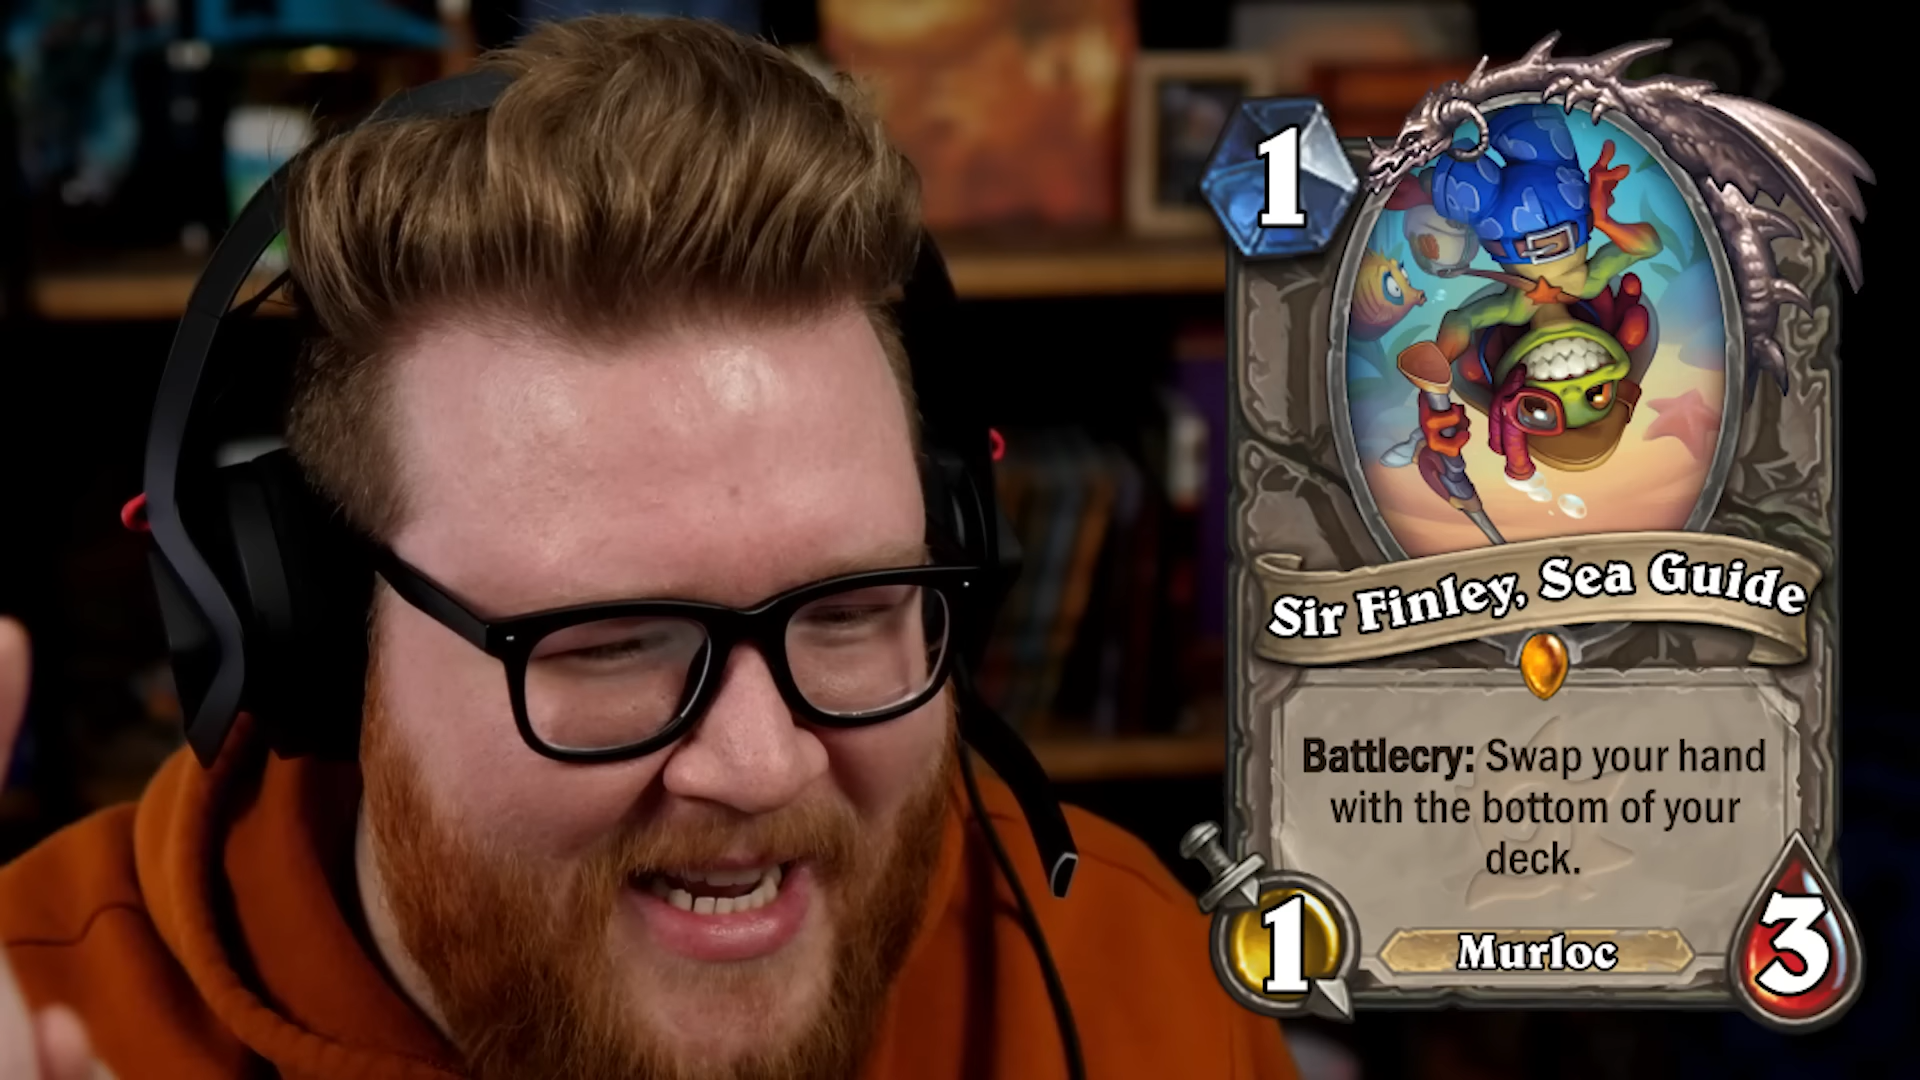 1
Sir Finley, Sea Guide
Battlecry: Swap your hand
with the bottom of your
deck.
1
Murloc
3